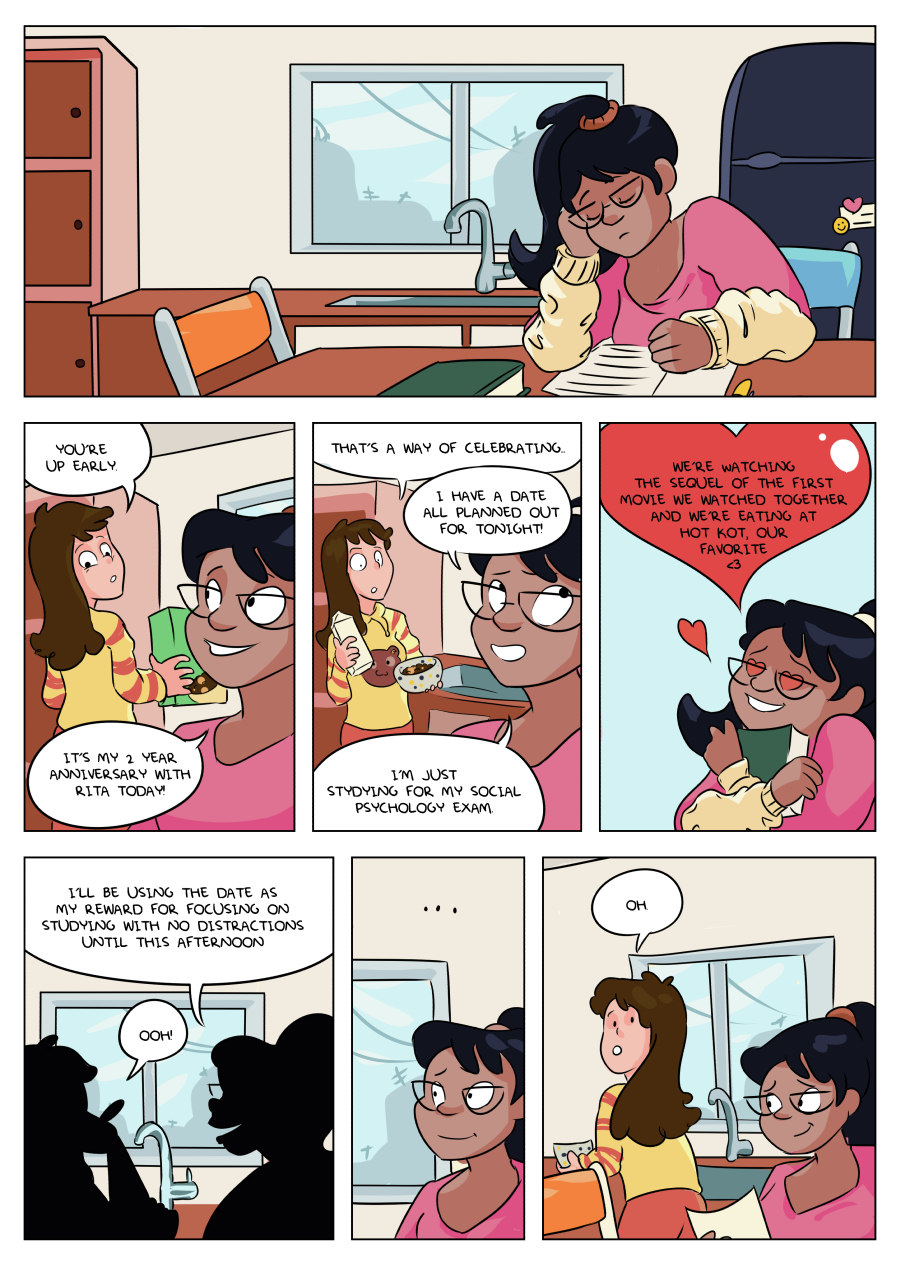 YOU'RE
UP EARLY.
IT'S MY 2 YEAR
ANNIVERSARY WITH
RITA TODAY!
THAT'S A WAY OF CELEBRATING..
I HAVE A DATE
ALL PLANNED OUT
FOR TONIGHT!
I'M JUST
STUDYING FOR MY SOCIAL
PSYCHOLOGY EXAM.
WE'RE WATCHING
THE SEQUEL OF THE FIRST
MOVIE WE WATCHED TOGETHER
AND WE'RE EATING AT
HOT KOT, OUR
FAVORITE
<3
I'LL BE USING THE DATE AS
MY REWARD FOR FOCUSING ON
STUDYING WITH NO DISTRACTIONS
UNTIL THIS AFTERNOON
OOH!
...
OH.